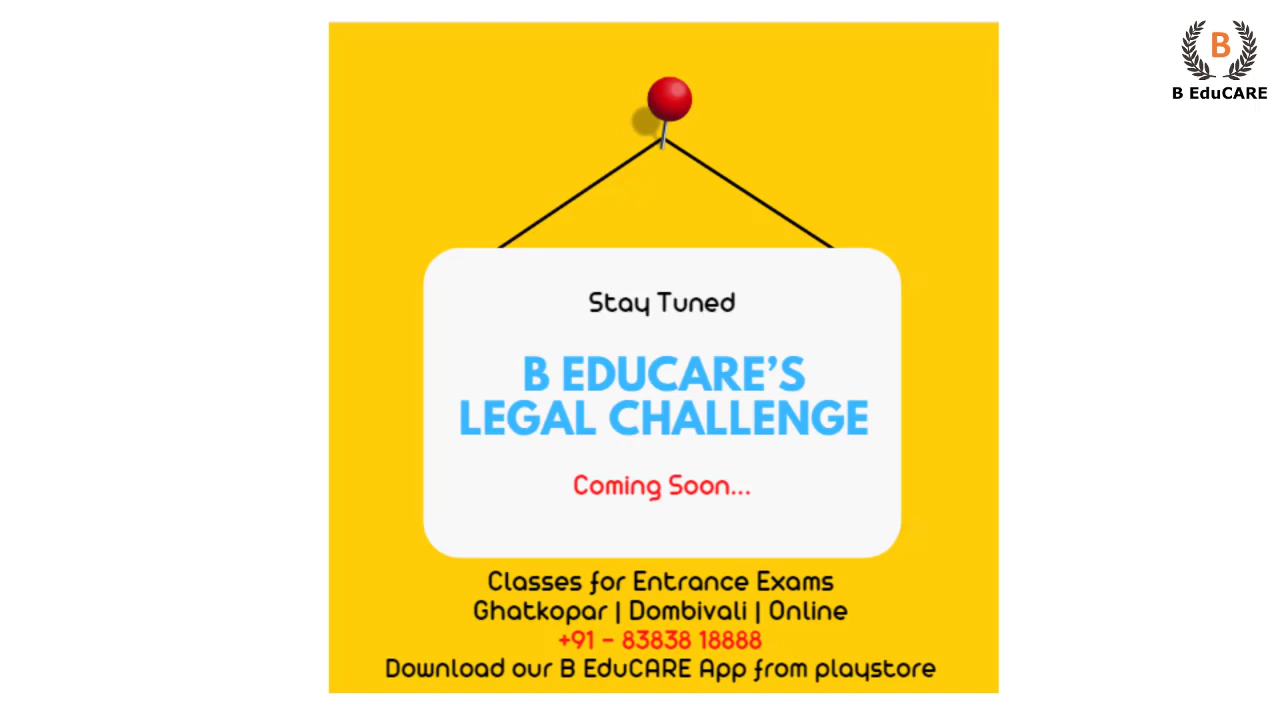 B
B EduCARE
Stay Tuned
B EDUCARE'S
LEGAL CHALLENGE
Coming Soon...
Classes for Entrance Exams
Ghatkopar | Dombivali | Online
+91 - 83838 18888
Download our B EduCARE App from playstore